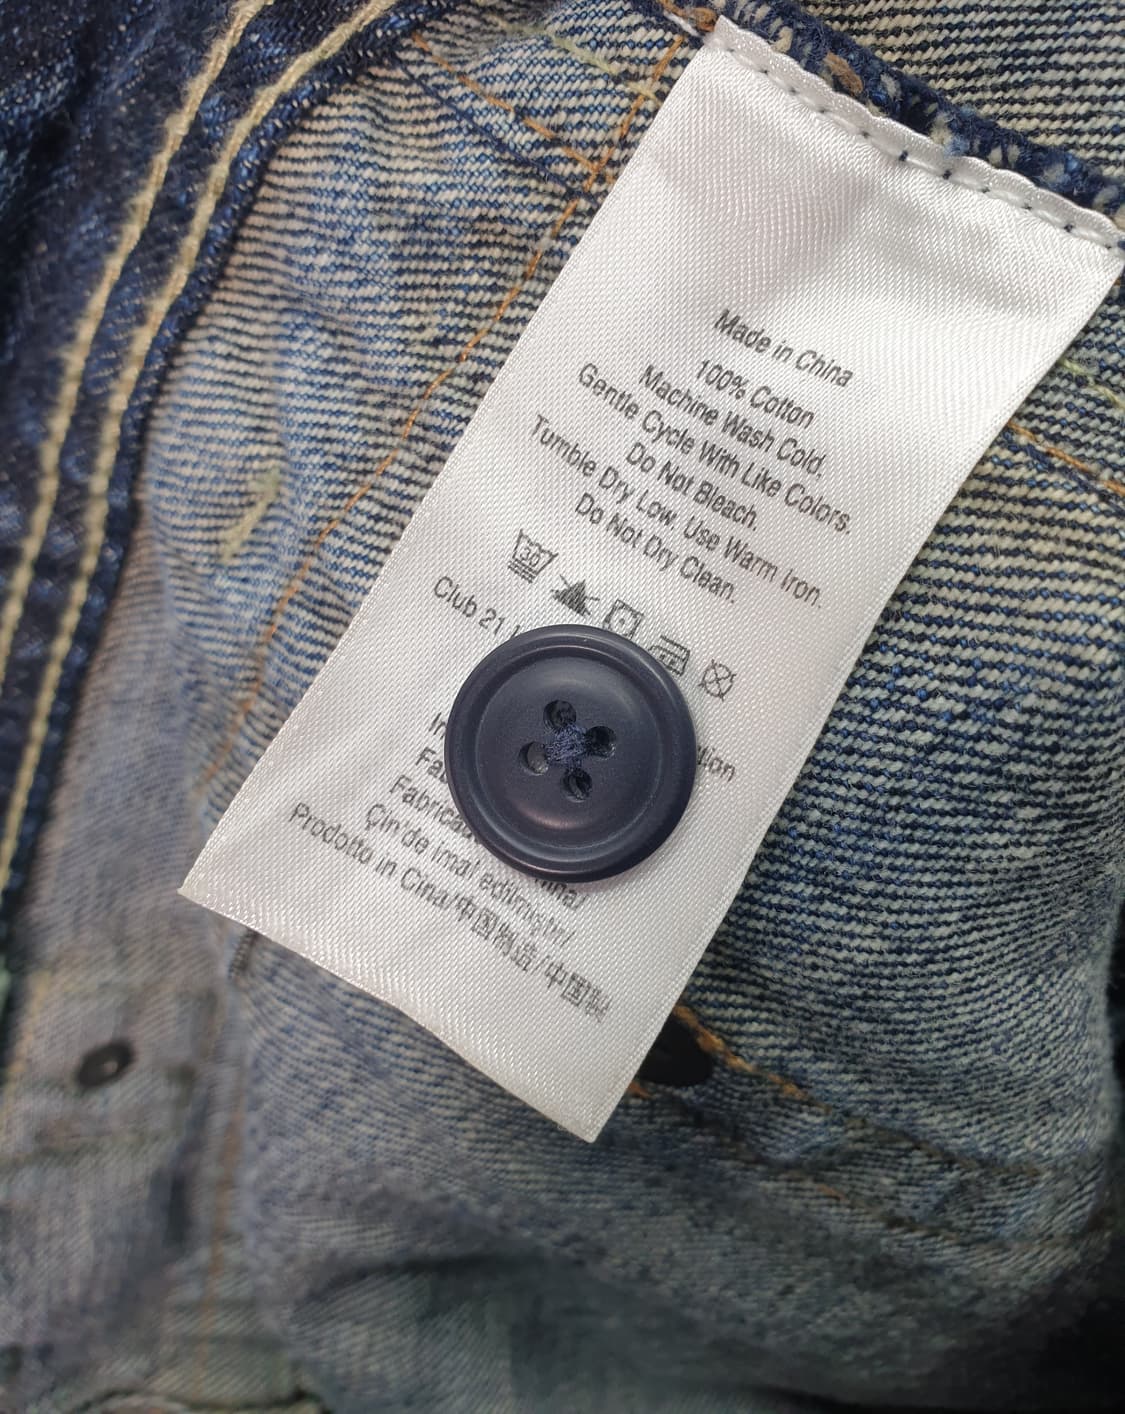 Made in China
100% Cotton
Machine Wash Cold.
Gentle Cycle With Like Colors.
Do Not Bleach.
Tumble Dry Low. Use Warm Iron.
Do Not Dry Clean.
30
Club 21
Çin'de imal edilmiştir/
Prodotto in Cina/中国制造/中國製